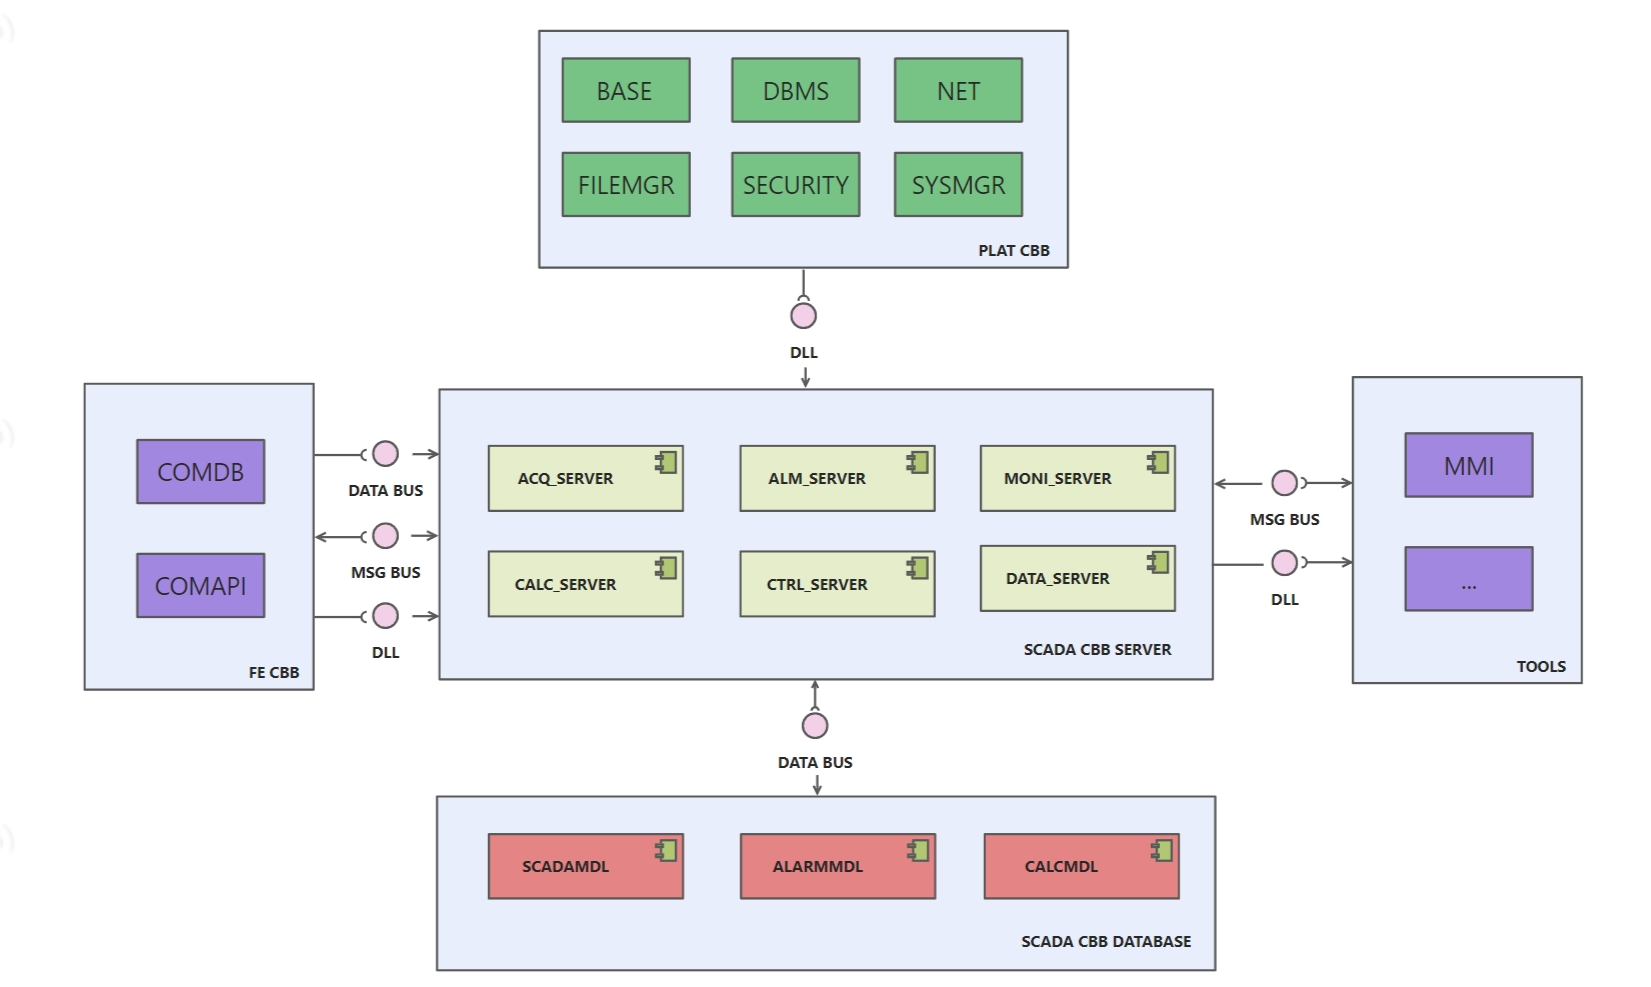 BASE
DBMS
NET
FILEMGR
SECURITY
SYSMGR
PLAT CBB
DLL
COMDB
COMAPI
FE CBB
DATA BUS
MSG BUS
DLL
ACQ_SERVER
ALM_SERVER
MONI_SERVER
CALC_SERVER
CTRL_SERVER
DATA_SERVER
SCADA CBB SERVER
MSG BUS
DLL
MMI
...
TOOLS
DATA BUS
SCADAMDL
ALARMMDL
CALCMDL
SCADA CBB DATABASE